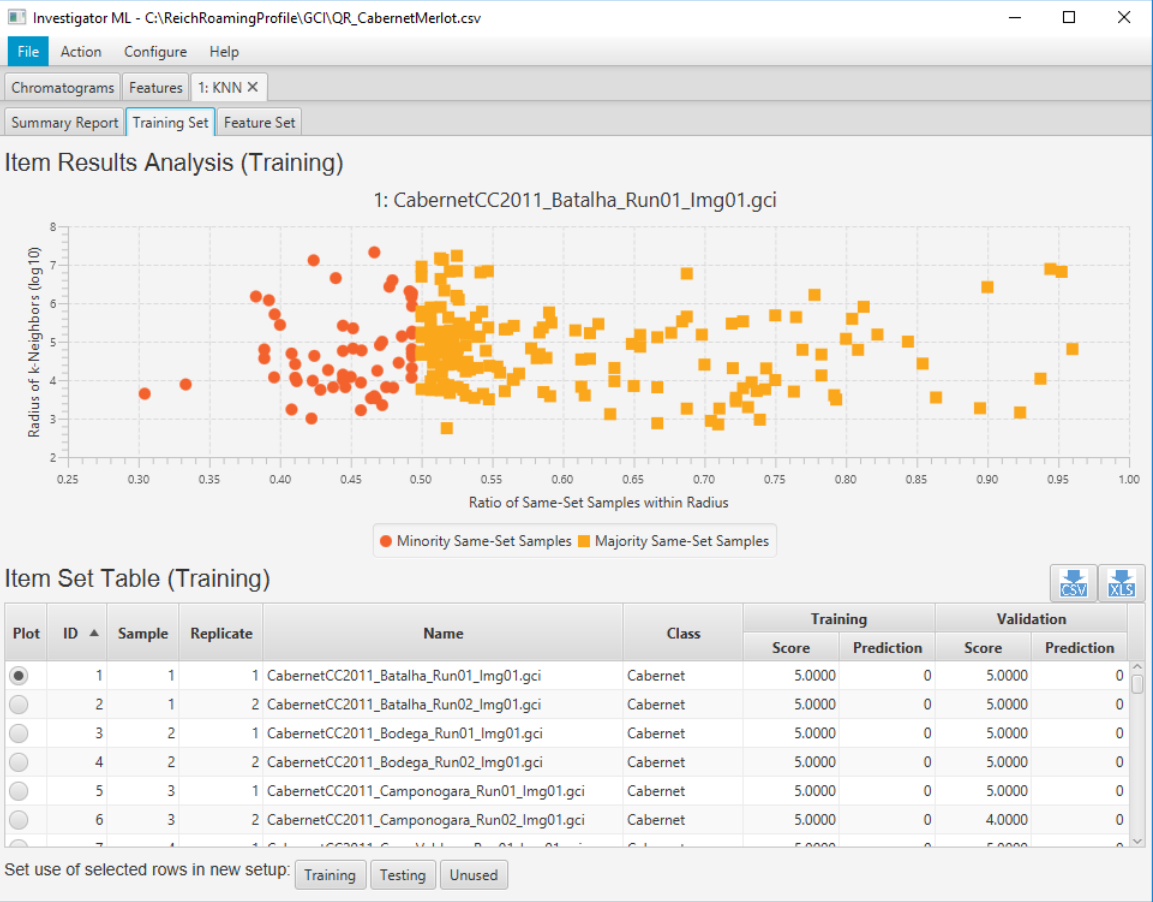 Investigator ML - C:\ReichRoamingProfile\GCI\QR_CabernetMerlot.csv
File Action Configure Help
Chromatograms Features 1: KNN ✕
Summary Report Training Set Feature Set
Item Results Analysis (Training)
1: CabernetCC2011_Batalha_Run01_Img01.gci
Radius of k-Neighbors (log10)
8
7
6
5
4
3
2
0.25 0.30 0.35 0.40 0.45 0.50 0.55 0.60 0.65 0.70 0.75 0.80 0.85 0.90 0.95 1.00
Ratio of Same-Set Samples within Radius
Minority Same-Set Samples Majority Same-Set Samples
Item Set Table (Training)
CSV XLS
Plot ID Sample Replicate Name Class Training Validation
Score Prediction Score Prediction
1 1 1 CabernetCC2011_Batalha_Run01_Img01.gci Cabernet 5.0000 0 5.0000 0
2 1 2 CabernetCC2011_Batalha_Run02_Img01.gci Cabernet 5.0000 0 5.0000 0
3 2 1 CabernetCC2011_Bodega_Run01_Img01.gci Cabernet 5.0000 0 5.0000 0
4 2 2 CabernetCC2011_Bodega_Run02_Img01.gci Cabernet 5.0000 0 5.0000 0
5 3 1 CabernetCC2011_Camponogara_Run01_Img01.gci Cabernet 5.0000 0 5.0000 0
6 3 2 CabernetCC2011_Camponogara_Run02_Img01.gci Cabernet 5.0000 0 4.0000 0
Set use of selected rows in new setup: Training Testing Unused